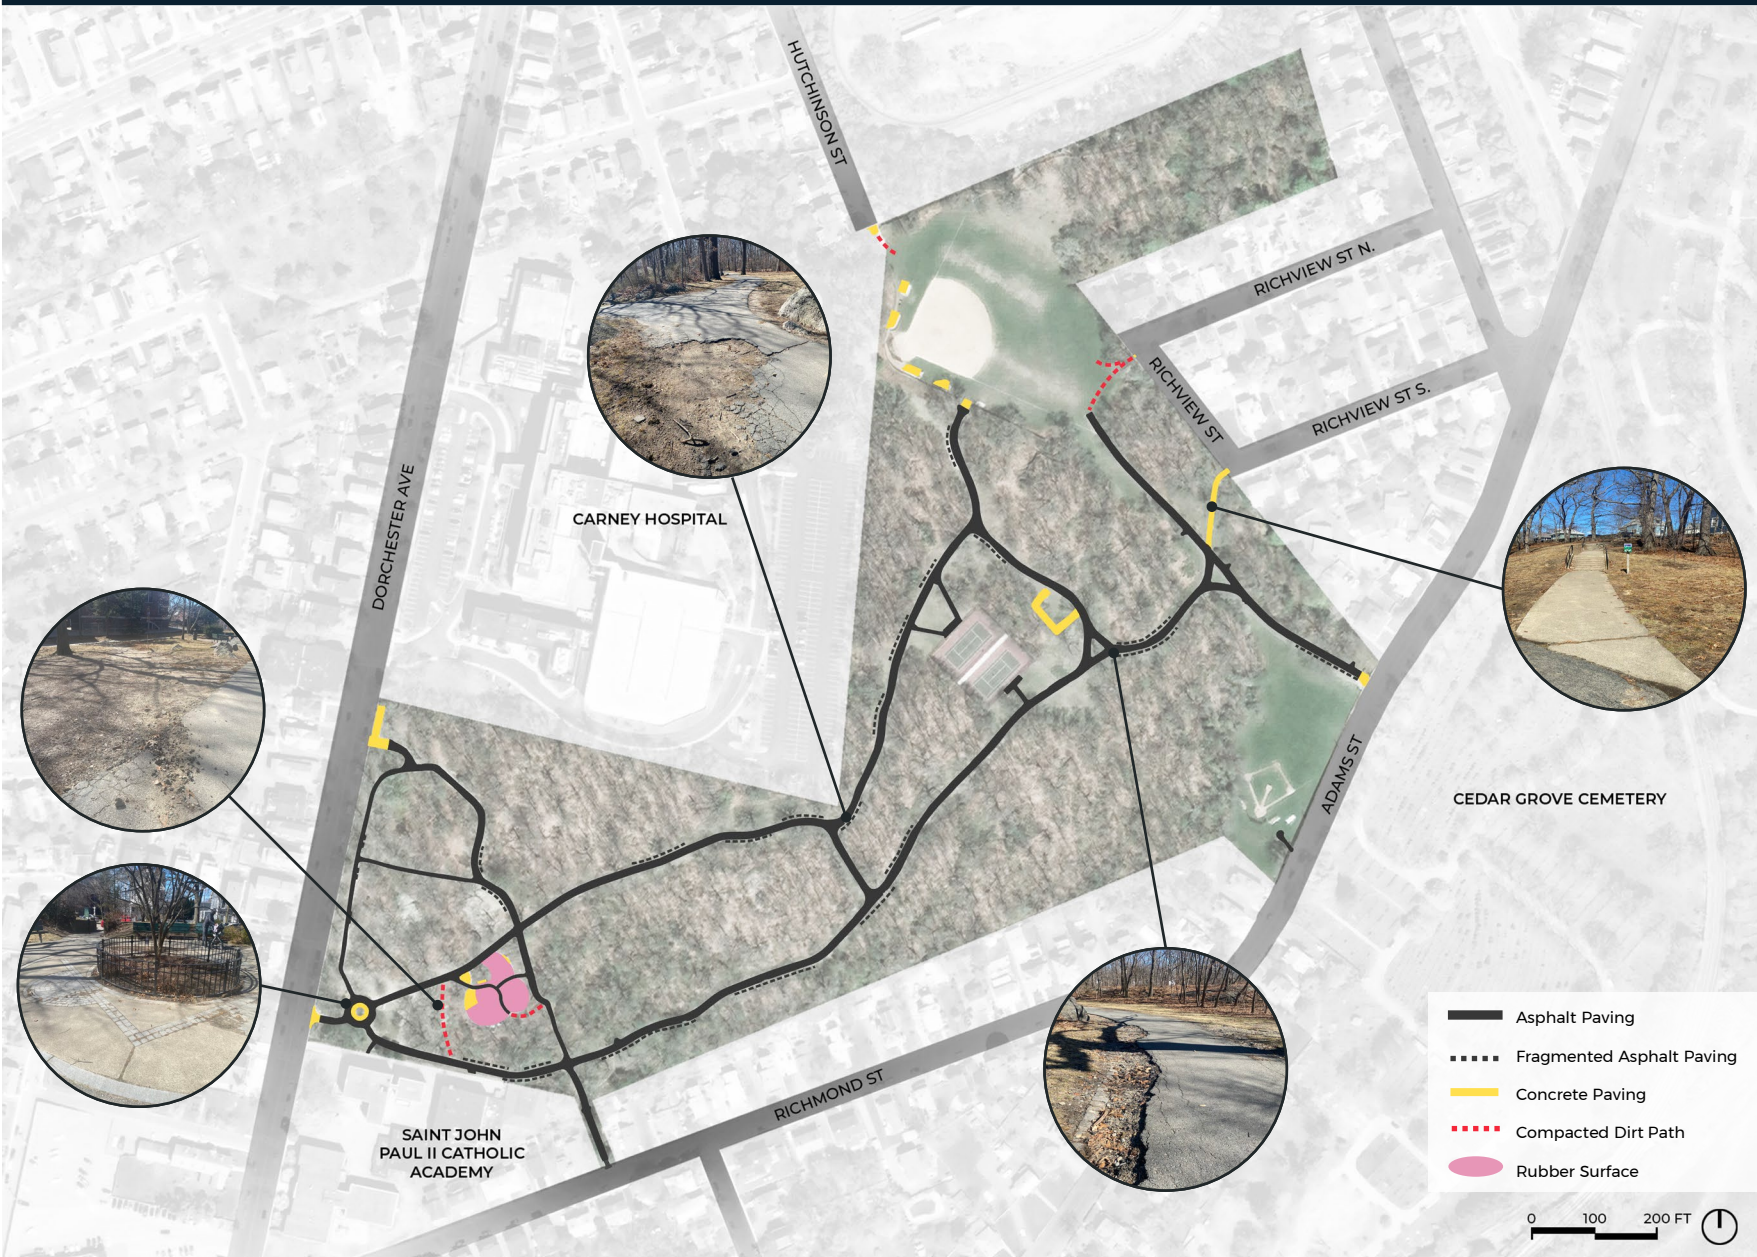 HUTCHINSON ST
RICHVIEW ST N.
RICHVIEW ST
RICHVIEW ST S.
DORCHESTER AVE
CARNEY HOSPITAL
ADAMS ST
CEDAR GROVE CEMETERY
RICHMOND ST
SAINT JOHN
PAUL II CATHOLIC
ACADEMY
Asphalt Paving
Fragmented Asphalt Paving
Concrete Paving
Compacted Dirt Path
Rubber Surface
0 100 200 FT